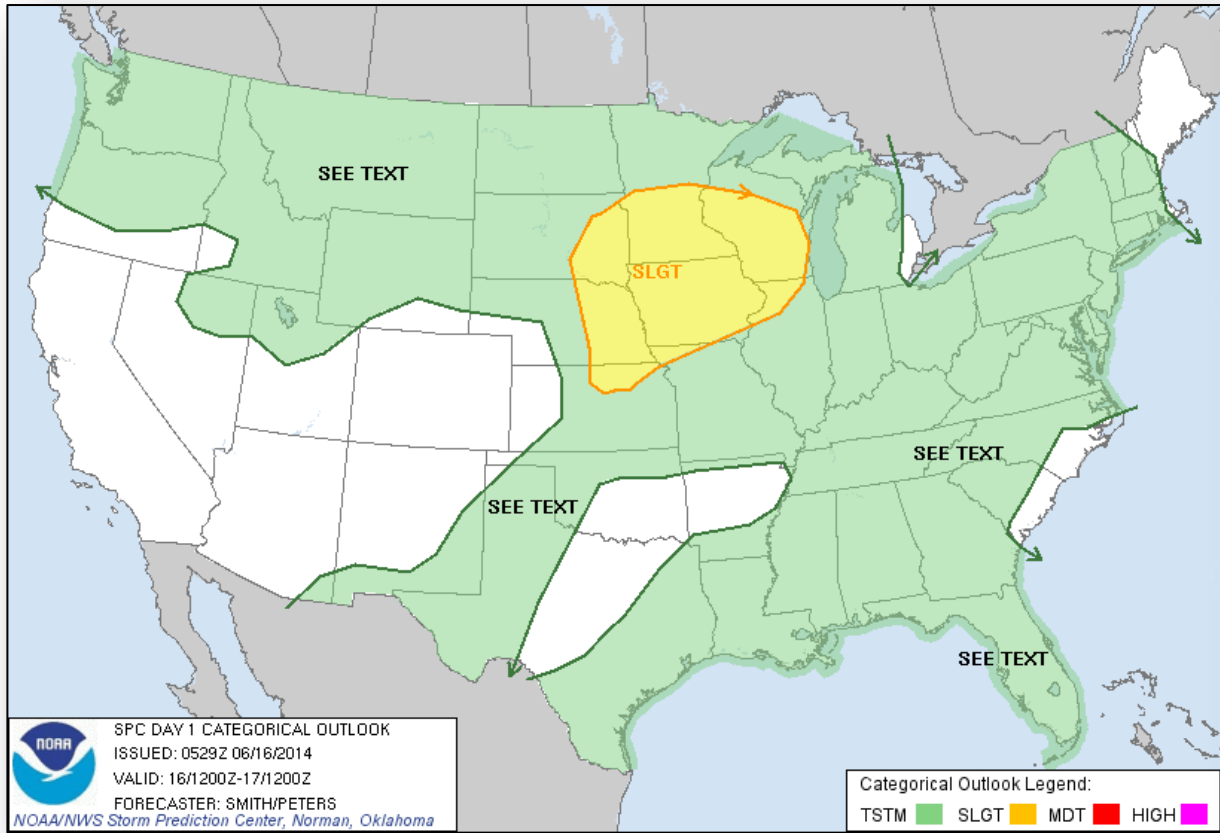 SEE TEXT
SLGT
SEE TEXT
SEE TEXT
SEE TEXT
NOAA
SPC DAY 1 CATEGORICAL OUTLOOK
ISSUED: 0529Z 06/16/2014
VALID: 16/1200Z-17/1200Z
FORECASTER: SMITH/PETERS
NOAA/NWS Storm Prediction Center, Norman, Oklahoma
Categorical Outlook Legend:
TSTM SLGT MDT HIGH